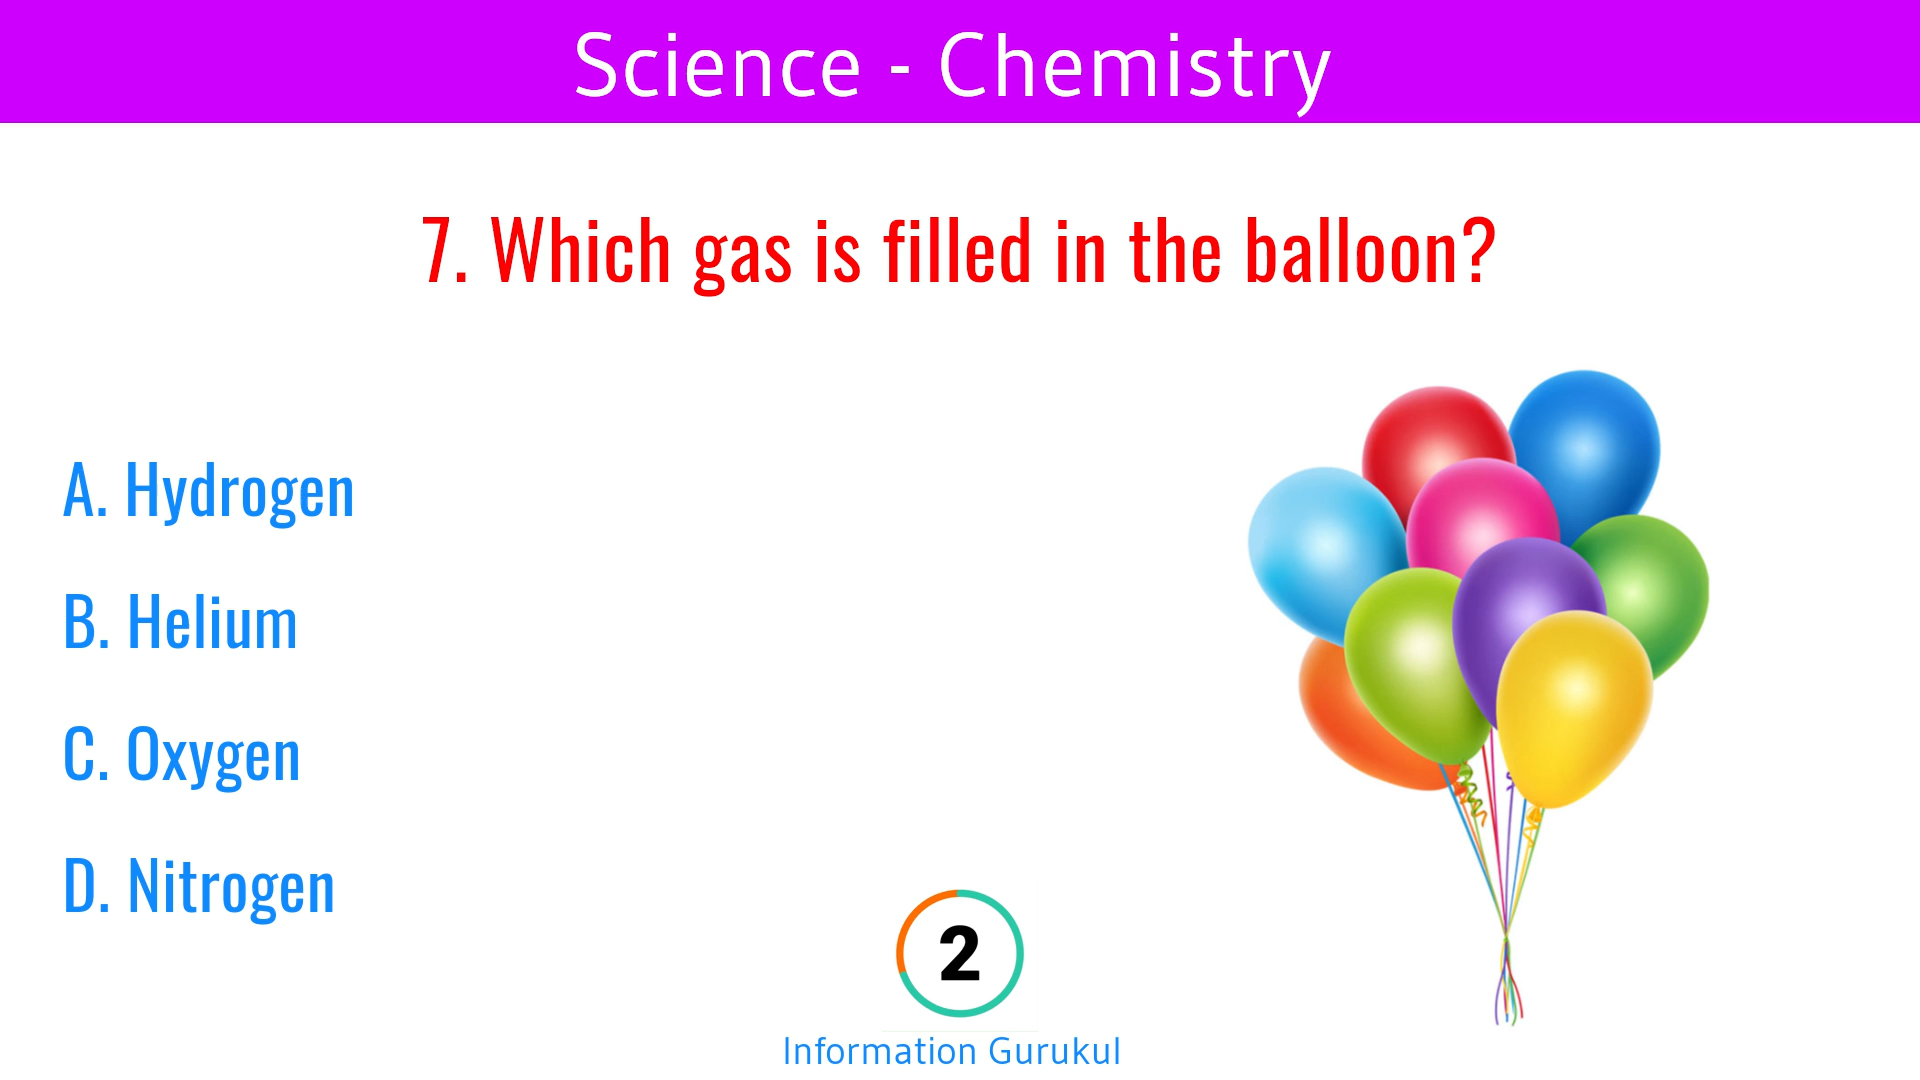 Science - Chemistry
7. Which gas is filled in the balloon?
A. Hydrogen
B. Helium
C. Oxygen
D. Nitrogen
2
Information Gurukul